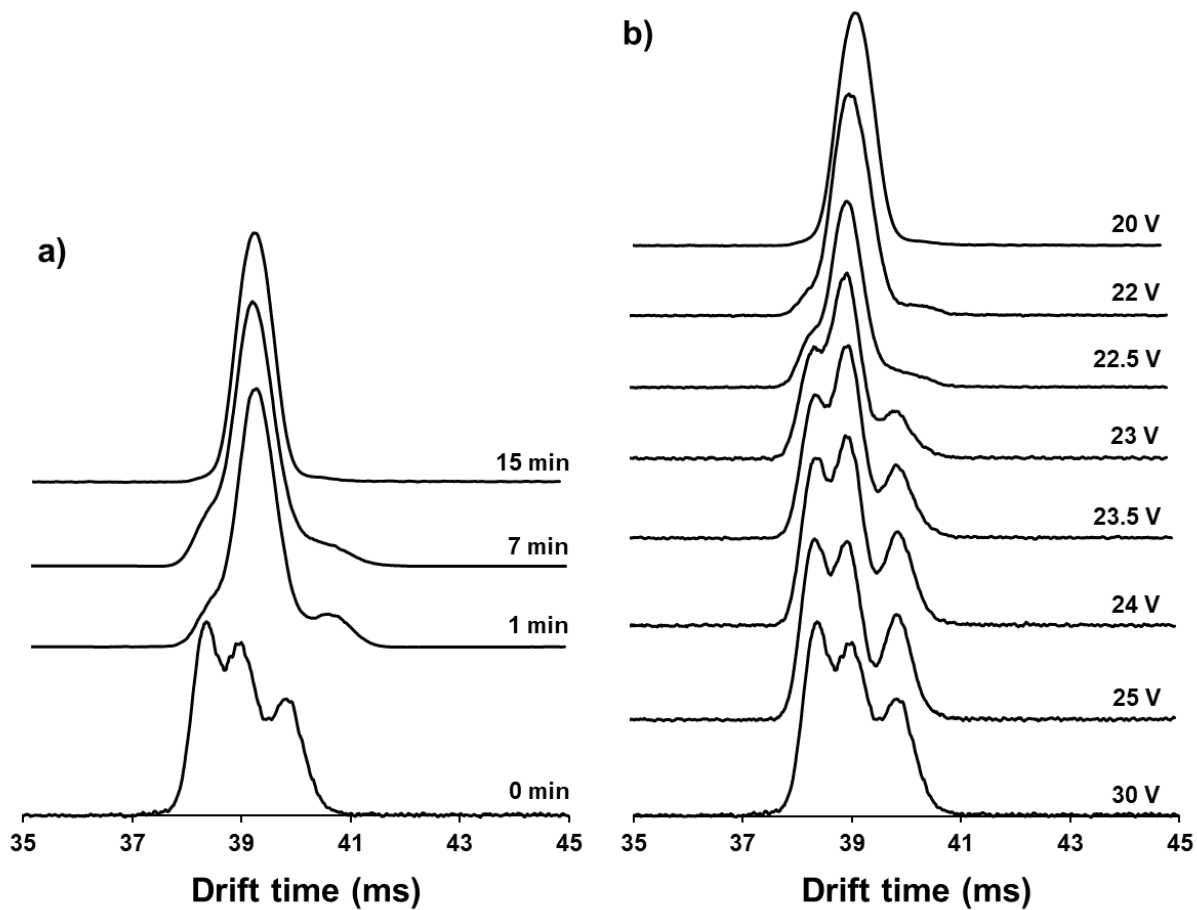 a)
15 min
7 min
1 min
0 min
35 37 39 41 43 45
Drift time (ms)
b)
20 V
22 V
22.5 V
23 V
23.5 V
24 V
25 V
30 V
35 37 39 41 43 45
Drift time (ms)